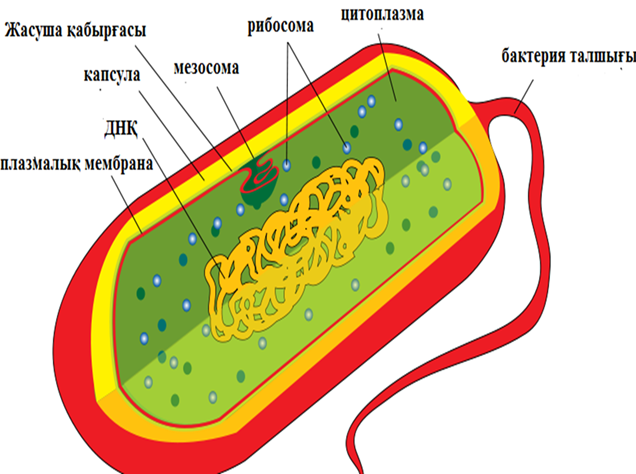 цитоплазма
Жасуша қабырғасы
рибосома
бактерия талшығы
капсула
мезосома
ДНҚ
плазмалық мембрана